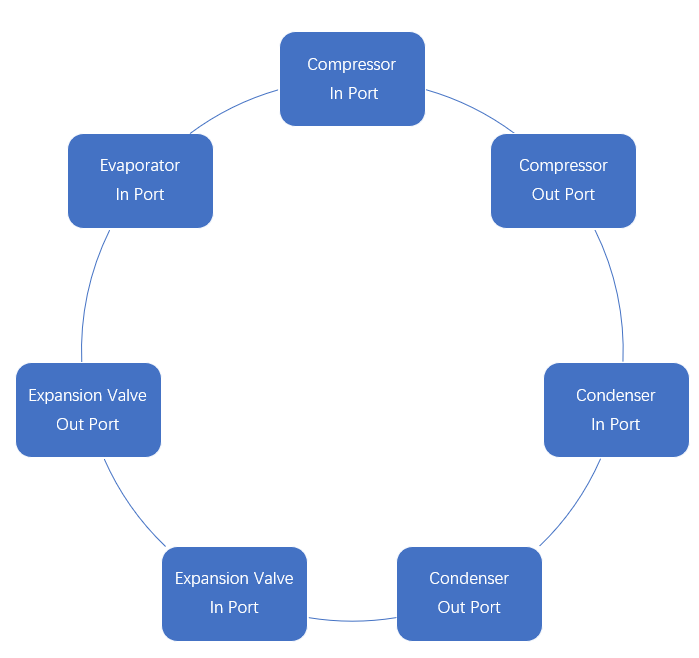 Compressor
In Port
Evaporator
In Port
Compressor
Out Port
Expansion Valve
Out Port
Condenser
In Port
Expansion Valve
In Port
Condenser
Out Port